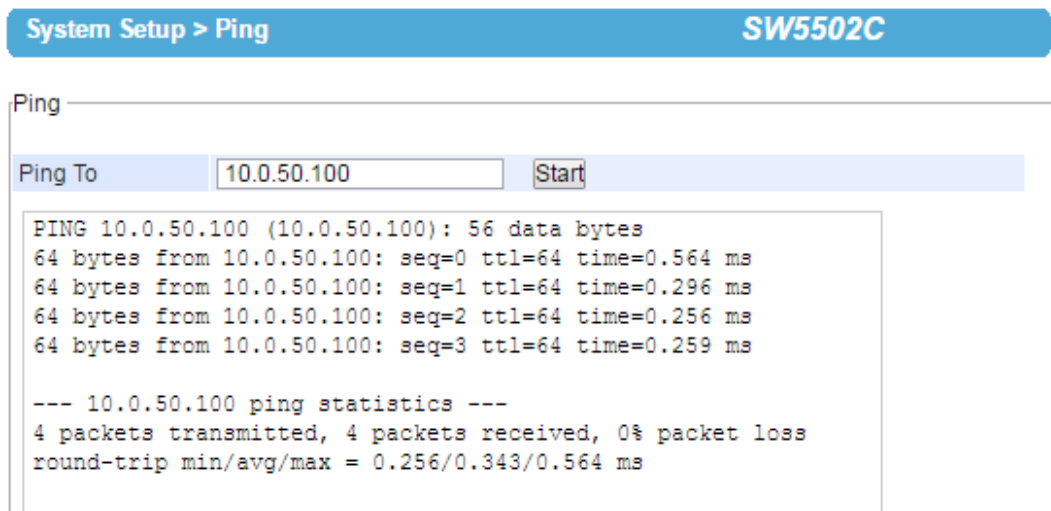 System Setup > Ping SW5502C
Ping
Ping To 10.0.50.100 Start
PING 10.0.50.100 (10.0.50.100): 56 data bytes
64 bytes from 10.0.50.100: seq=0 ttl=64 time=0.564 ms
64 bytes from 10.0.50.100: seq=1 ttl=64 time=0.296 ms
64 bytes from 10.0.50.100: seq=2 ttl=64 time=0.256 ms
64 bytes from 10.0.50.100: seq=3 ttl=64 time=0.259 ms
--- 10.0.50.100 ping statistics ---
4 packets transmitted, 4 packets received, 0% packet loss
round-trip min/avg/max = 0.256/0.343/0.564 ms